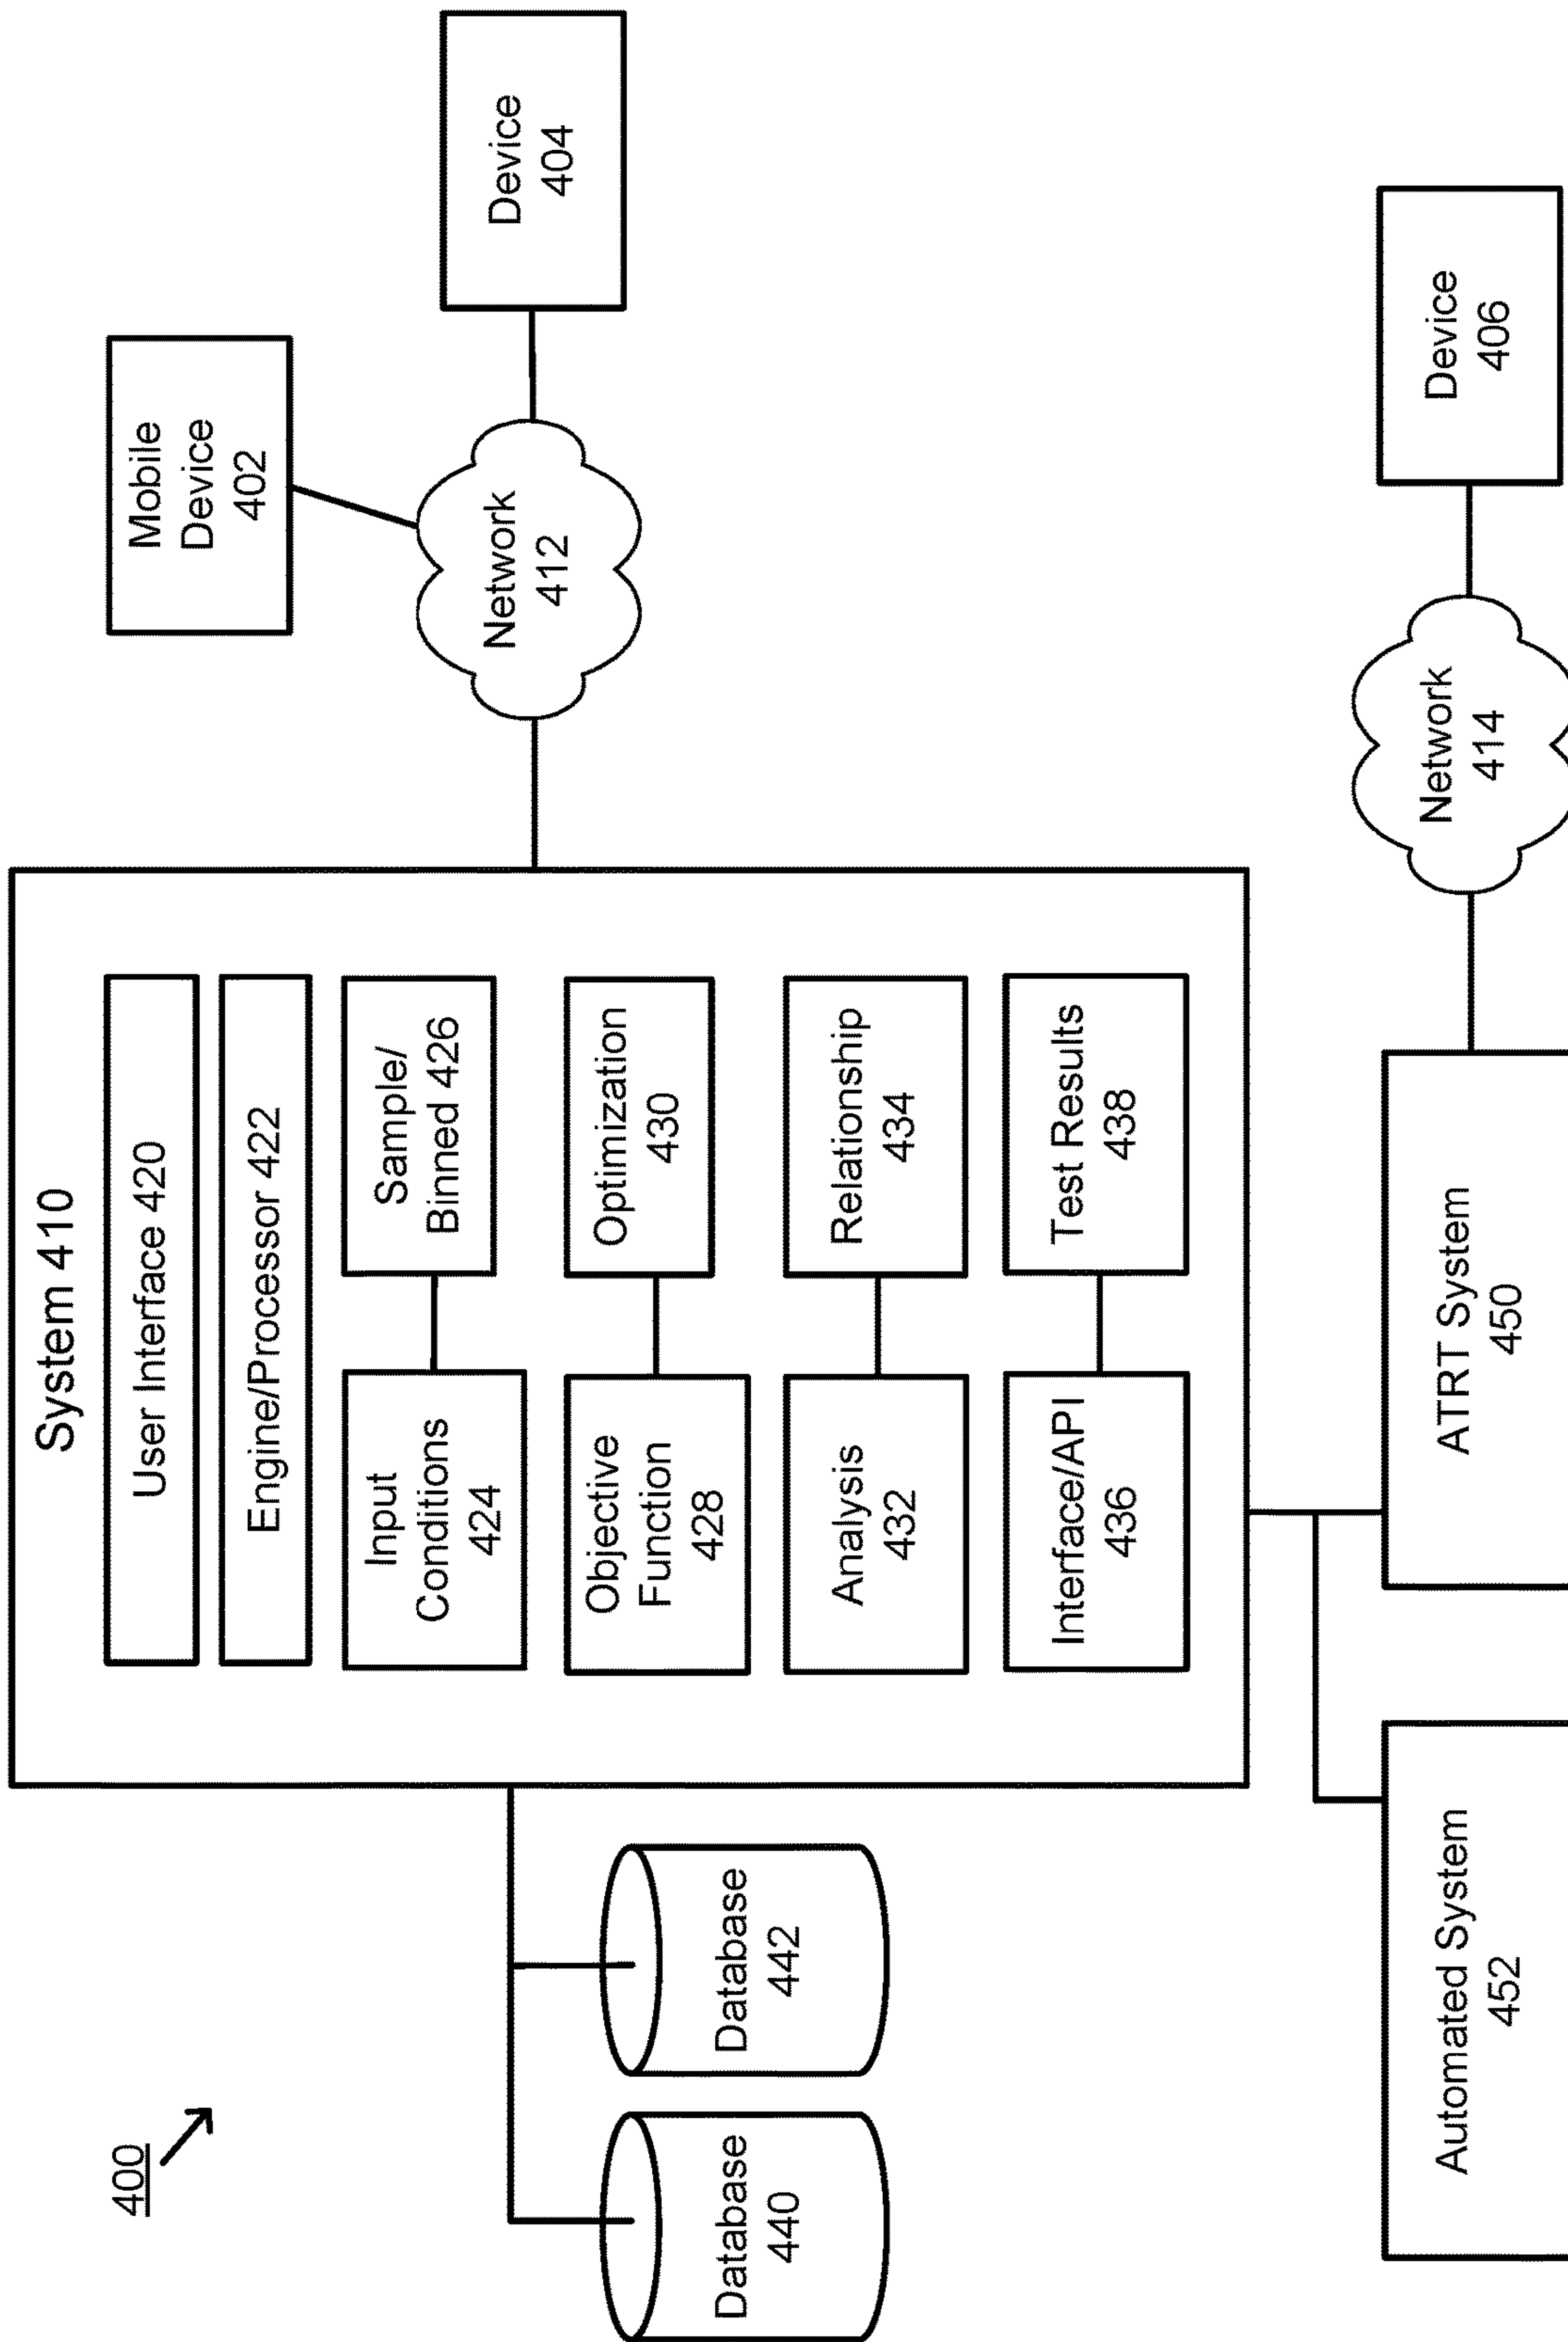 400
System 410
User Interface 420
Engine/Processor 422
Input
Conditions
424
Sample/
Binned 426
Objective
Function
428
Optimization
430
Analysis
432
Relationship
434
Interface/API
436
Test Results
438
Mobile
Device
402
Network
412
Device
404
Database
440
Database
442
Automated System
452
ATRT System
450
Network
414
Device
406